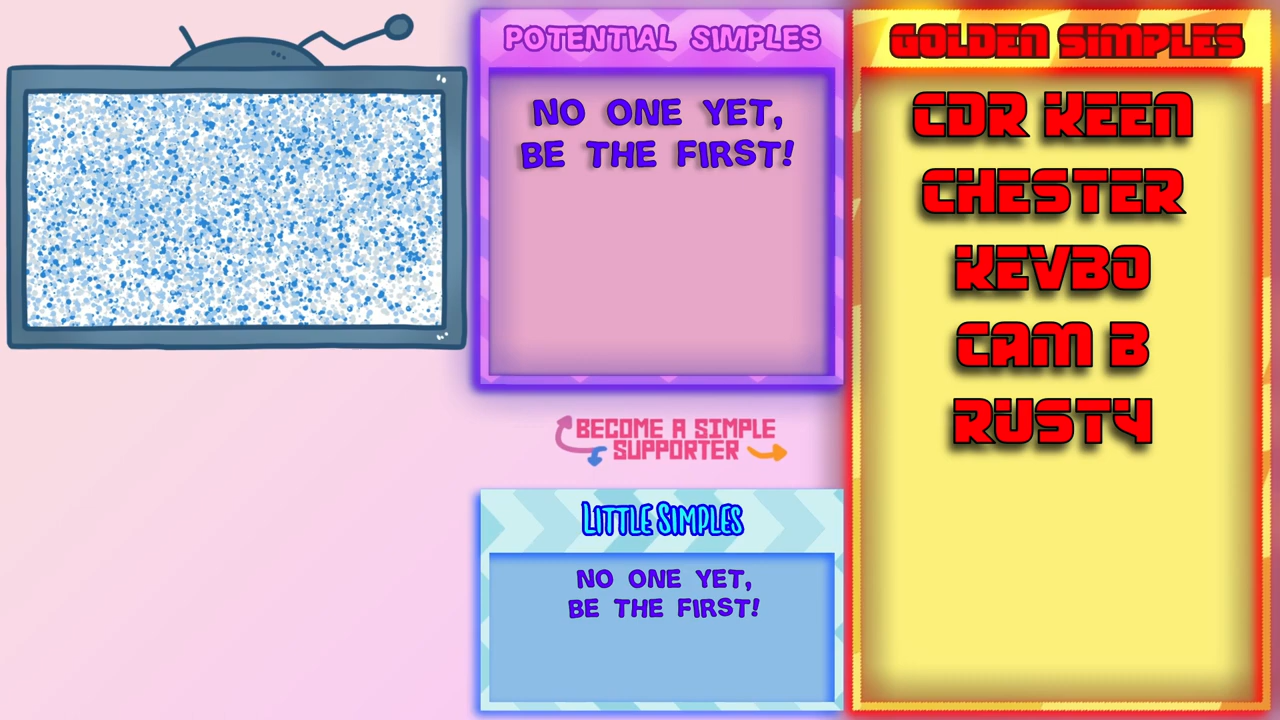 POTENTIAL SIMPLES
NO ONE YET,
BE THE FIRST!
BECOME A SIMPLE
SUPPORTER
LITTLE SIMPLES
NO ONE YET,
BE THE FIRST!
GOLDEN SIMPLES
CDR KEEN
CHESTER
KEVBO
CAM B
RUSTY